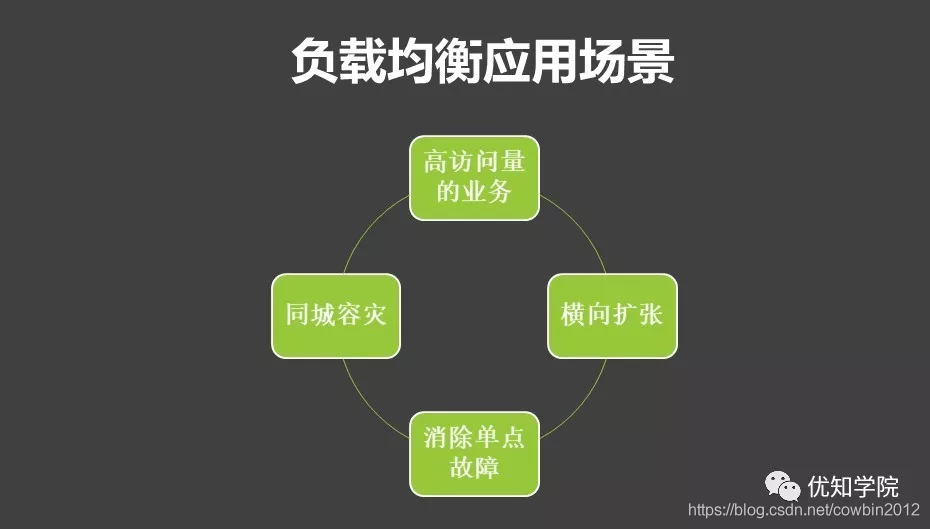 负载均衡应用场景
高访问量
的业务
同城容灾
横向扩张
消除单点
故障
优知学院
https://blog.csdn.net/cowbin2012